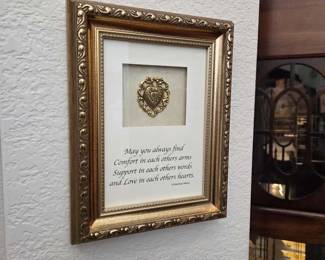 May you always find
Comfort in each others arms
Support in each others words
and Love in each others hearts.